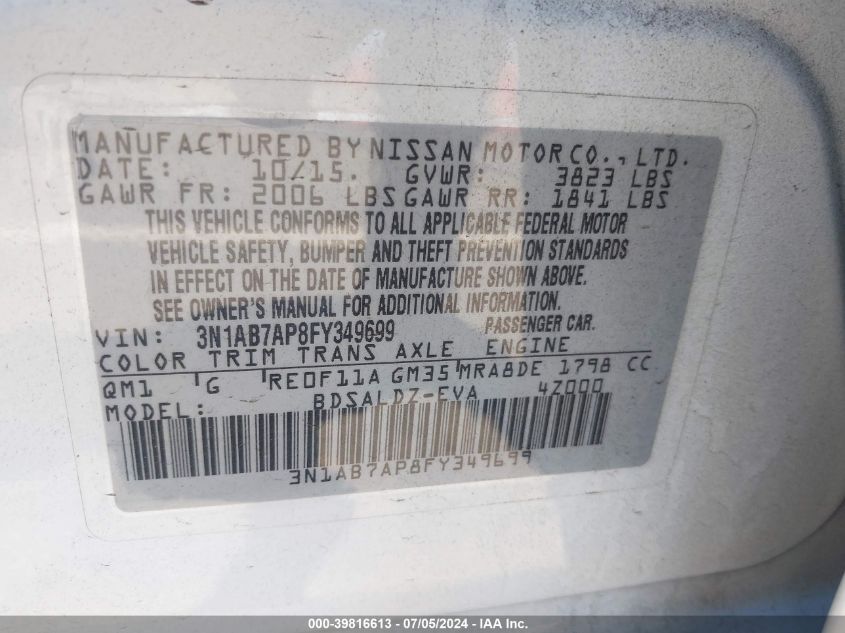 MANUFACTURED BY NISSAN MOTOR CO., LTD.
DATE: 10/15. GVWR: 3823 LBS
GAWR FR: 2006 LBS GAWR RR: 1841 LBS
THIS VEHICLE CONFORMS TO ALL APPLICABLE FEDERAL MOTOR
VEHICLE SAFETY, BUMPER AND THEFT PREVENTION STANDARDS
IN EFFECT ON THE DATE OF MANUFACTURE SHOWN ABOVE.
SEE OWNER'S MANUAL FOR ADDITIONAL INFORMATION.
VIN: 3N1AB7AP8FY349699 PASSENGER CAR.
COLOR TRIM TRANS AXLE ENGINE
QM1 G RE0F11A GM35 MRA8DE 1798 CC
MODEL: BDSALDZ-EVA 4Z000
3N1AB7AP8FY349699
000-39816613 - 07/05/2024 - IAA Inc.